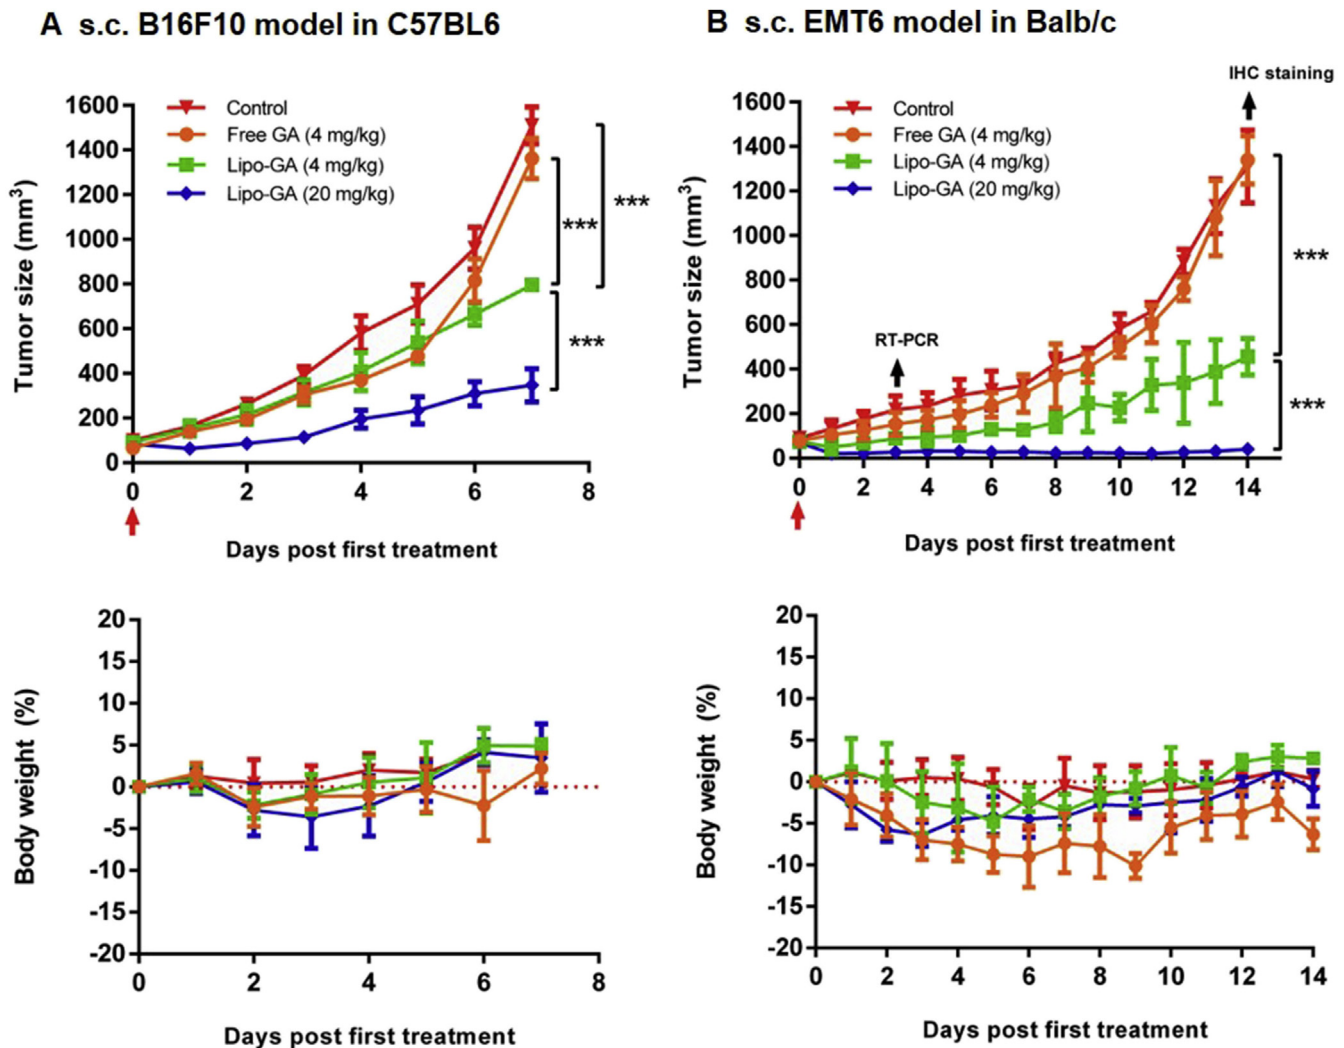 A s.c. B16F10 model in C57BL6
Tumor size (mm³)
1600
1400
1200
1000
800
600
400
200
0
Control
Free GA (4 mg/kg)
Lipo-GA (4 mg/kg)
Lipo-GA (20 mg/kg)
***
***
***
0 2 4 6 8
Days post first treatment
B s.c. EMT6 model in Balb/c
Tumor size (mm³)
1600
1400
1200
1000
800
600
400
200
0
Control
Free GA (4 mg/kg)
Lipo-GA (4 mg/kg)
Lipo-GA (20 mg/kg)
IHC staining
RT-PCR
***
***
0 2 4 6 8 10 12 14
Days post first treatment
Body weight (%)
20
15
10
5
0
-5
-10
-15
-20
0 2 4 6 8
Days post first treatment
Body weight (%)
20
15
10
5
0
-5
-10
-15
-20
0 2 4 6 8 10 12 14
Days post first treatment